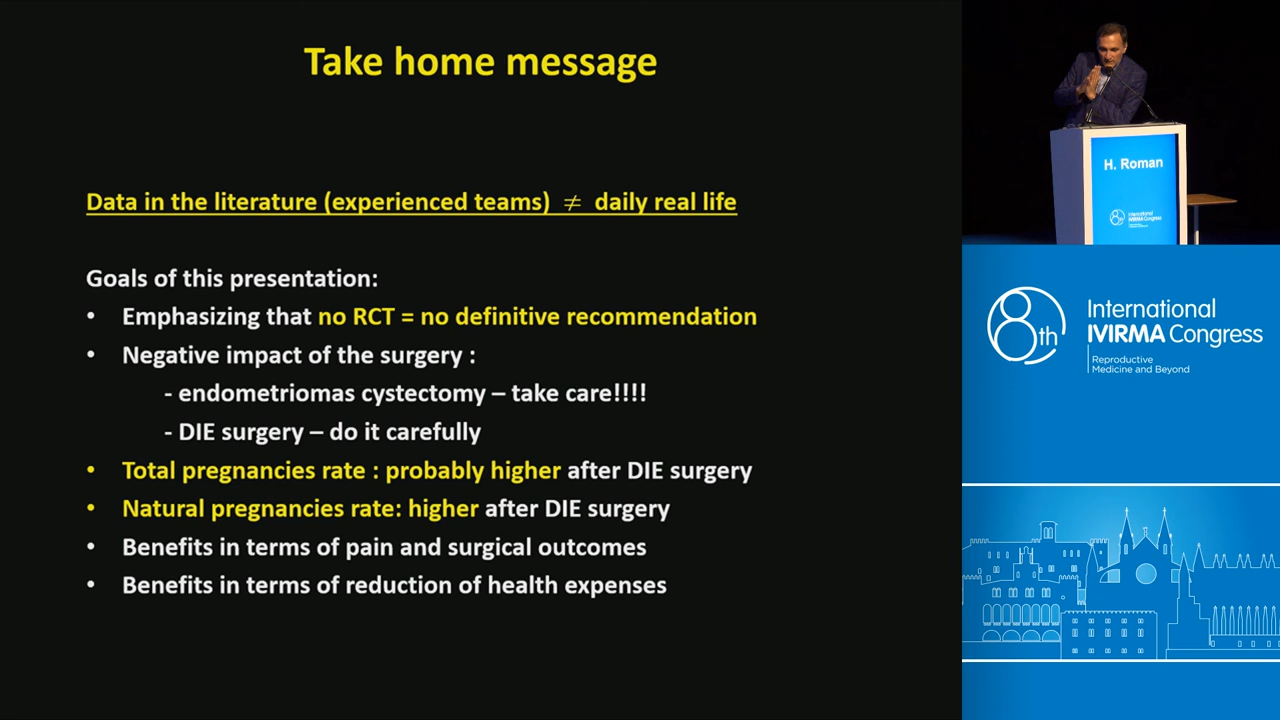 Take home message
Data in the literature (experienced teams) ≠ daily real life
Goals of this presentation:
• Emphasizing that no RCT = no definitive recommendation
• Negative impact of the surgery :
- endometriomas cystectomy – take care!!!!
- DIE surgery – do it carefully
• Total pregnancies rate : probably higher after DIE surgery
• Natural pregnancies rate: higher after DIE surgery
• Benefits in terms of pain and surgical outcomes
• Benefits in terms of reduction of health expenses
H. Roman
8th
International
IVIRMA Congress
8th
International
IVIRMA Congress
Reproductive
Medicine and Beyond